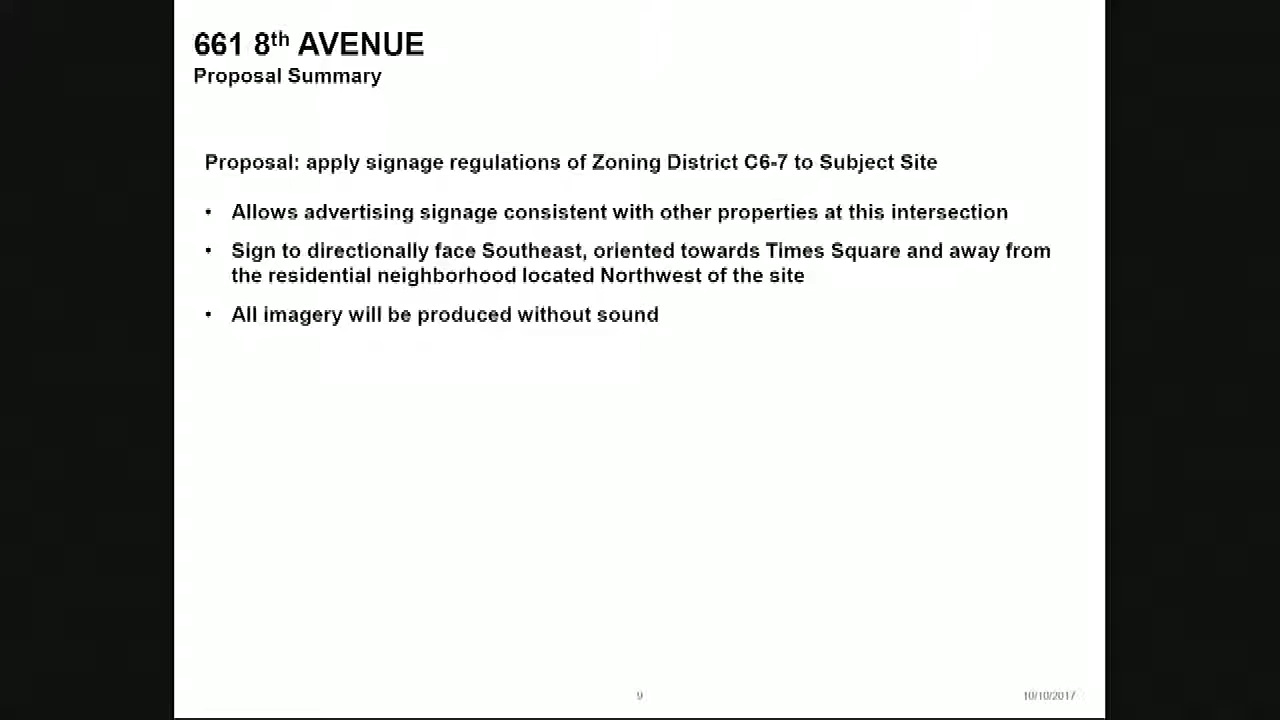 661 8th AVENUE
Proposal Summary
Proposal: apply signage regulations of Zoning District C6-7 to Subject Site
• Allows advertising signage consistent with other properties at this intersection
• Sign to directionally face Southeast, oriented towards Times Square and away from
the residential neighborhood located Northwest of the site
• All imagery will be produced without sound
9
10/10/2017